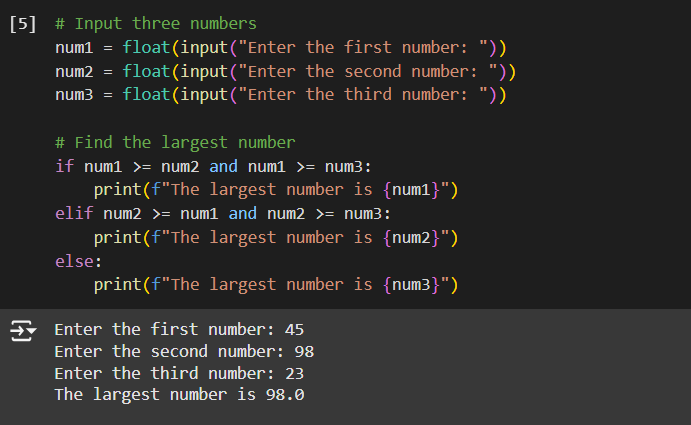 [5] # Input three numbers
num1 = float(input("Enter the first number: "))
num2 = float(input("Enter the second number: "))
num3 = float(input("Enter the third number: "))

# Find the largest number
if num1 >= num2 and num1 >= num3:
    print(f"The largest number is {num1}")
elif num2 >= num1 and num2 >= num3:
    print(f"The largest number is {num2}")
else:
    print(f"The largest number is {num3}")

Enter the first number: 45
Enter the second number: 98
Enter the third number: 23
The largest number is 98.0